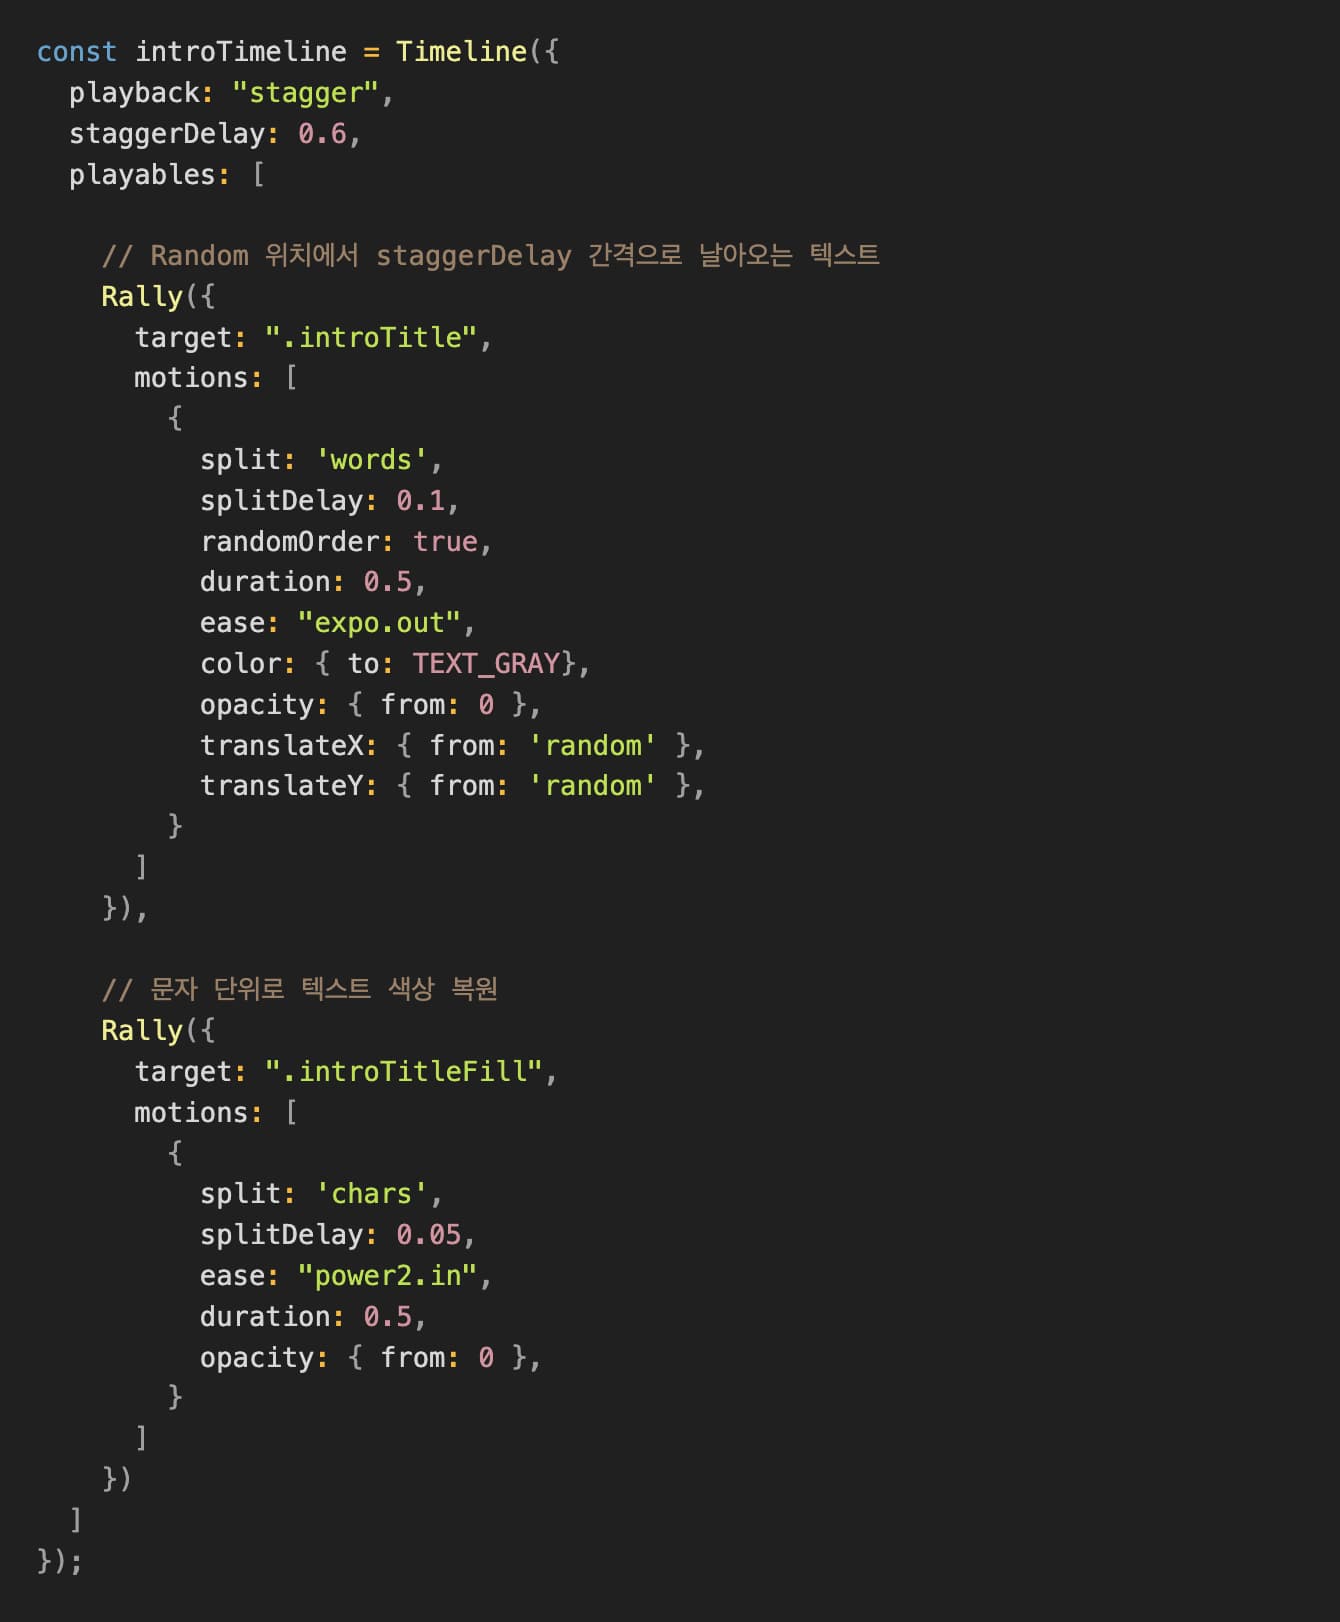 const introTimeline = Timeline({
  playback: "stagger",
  staggerDelay: 0.6,
  playables: [

    // Random 위치에서 staggerDelay 간격으로 날아오는 텍스트
    Rally({
      target: ".introTitle",
      motions: [
        {
          split: 'words',
          splitDelay: 0.1,
          randomOrder: true,
          duration: 0.5,
          ease: "expo.out",
          color: { to: TEXT_GRAY},
          opacity: { from: 0 },
          translateX: { from: 'random' },
          translateY: { from: 'random' },
        }
      ]
    }),

    // 문자 단위로 텍스트 색상 복원
    Rally({
      target: ".introTitleFill",
      motions: [
        {
          split: 'chars',
          splitDelay: 0.05,
          ease: "power2.in",
          duration: 0.5,
          opacity: { from: 0 },
        }
      ]
    })
  ]
});